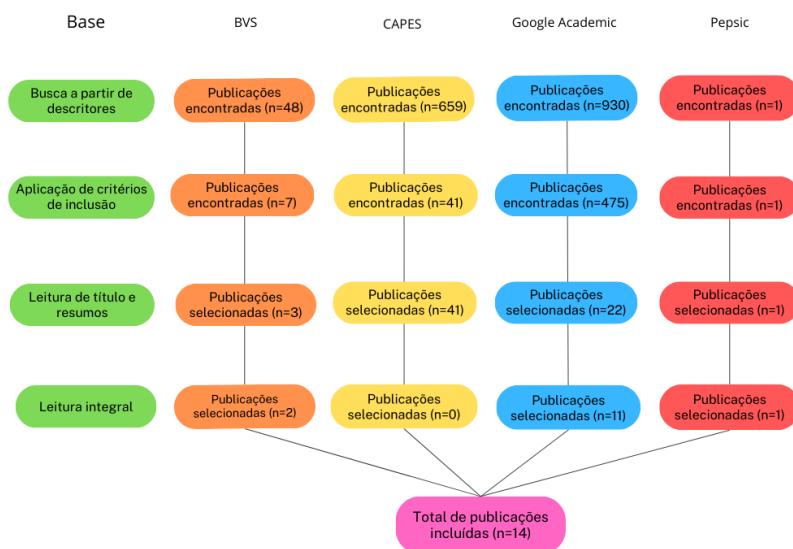 Base
BVS
CAPES
Google Academic
Pepsic
Busca a partir de
descritores
Publicações
encontradas (n=48)
Publicações
encontradas (n=659)
Publicações
encontradas (n=930)
Publicações
encontradas (n=1)
Aplicação de critérios
de inclusão
Publicações
encontradas (n=7)
Publicações
encontradas (n=41)
Publicações
encontradas (n=475)
Publicações
encontradas (n=1)
Leitura de título e
resumos
Publicações
selecionadas (n=3)
Publicações
selecionadas (n=41)
Publicações
selecionadas (n=22)
Publicações
selecionadas (n=1)
Leitura integral
Publicações
selecionadas (n=2)
Publicações
selecionadas (n=0)
Publicações
selecionadas (n=11)
Publicações
selecionadas (n=1)
Total de publicações
incluídas (n=14)